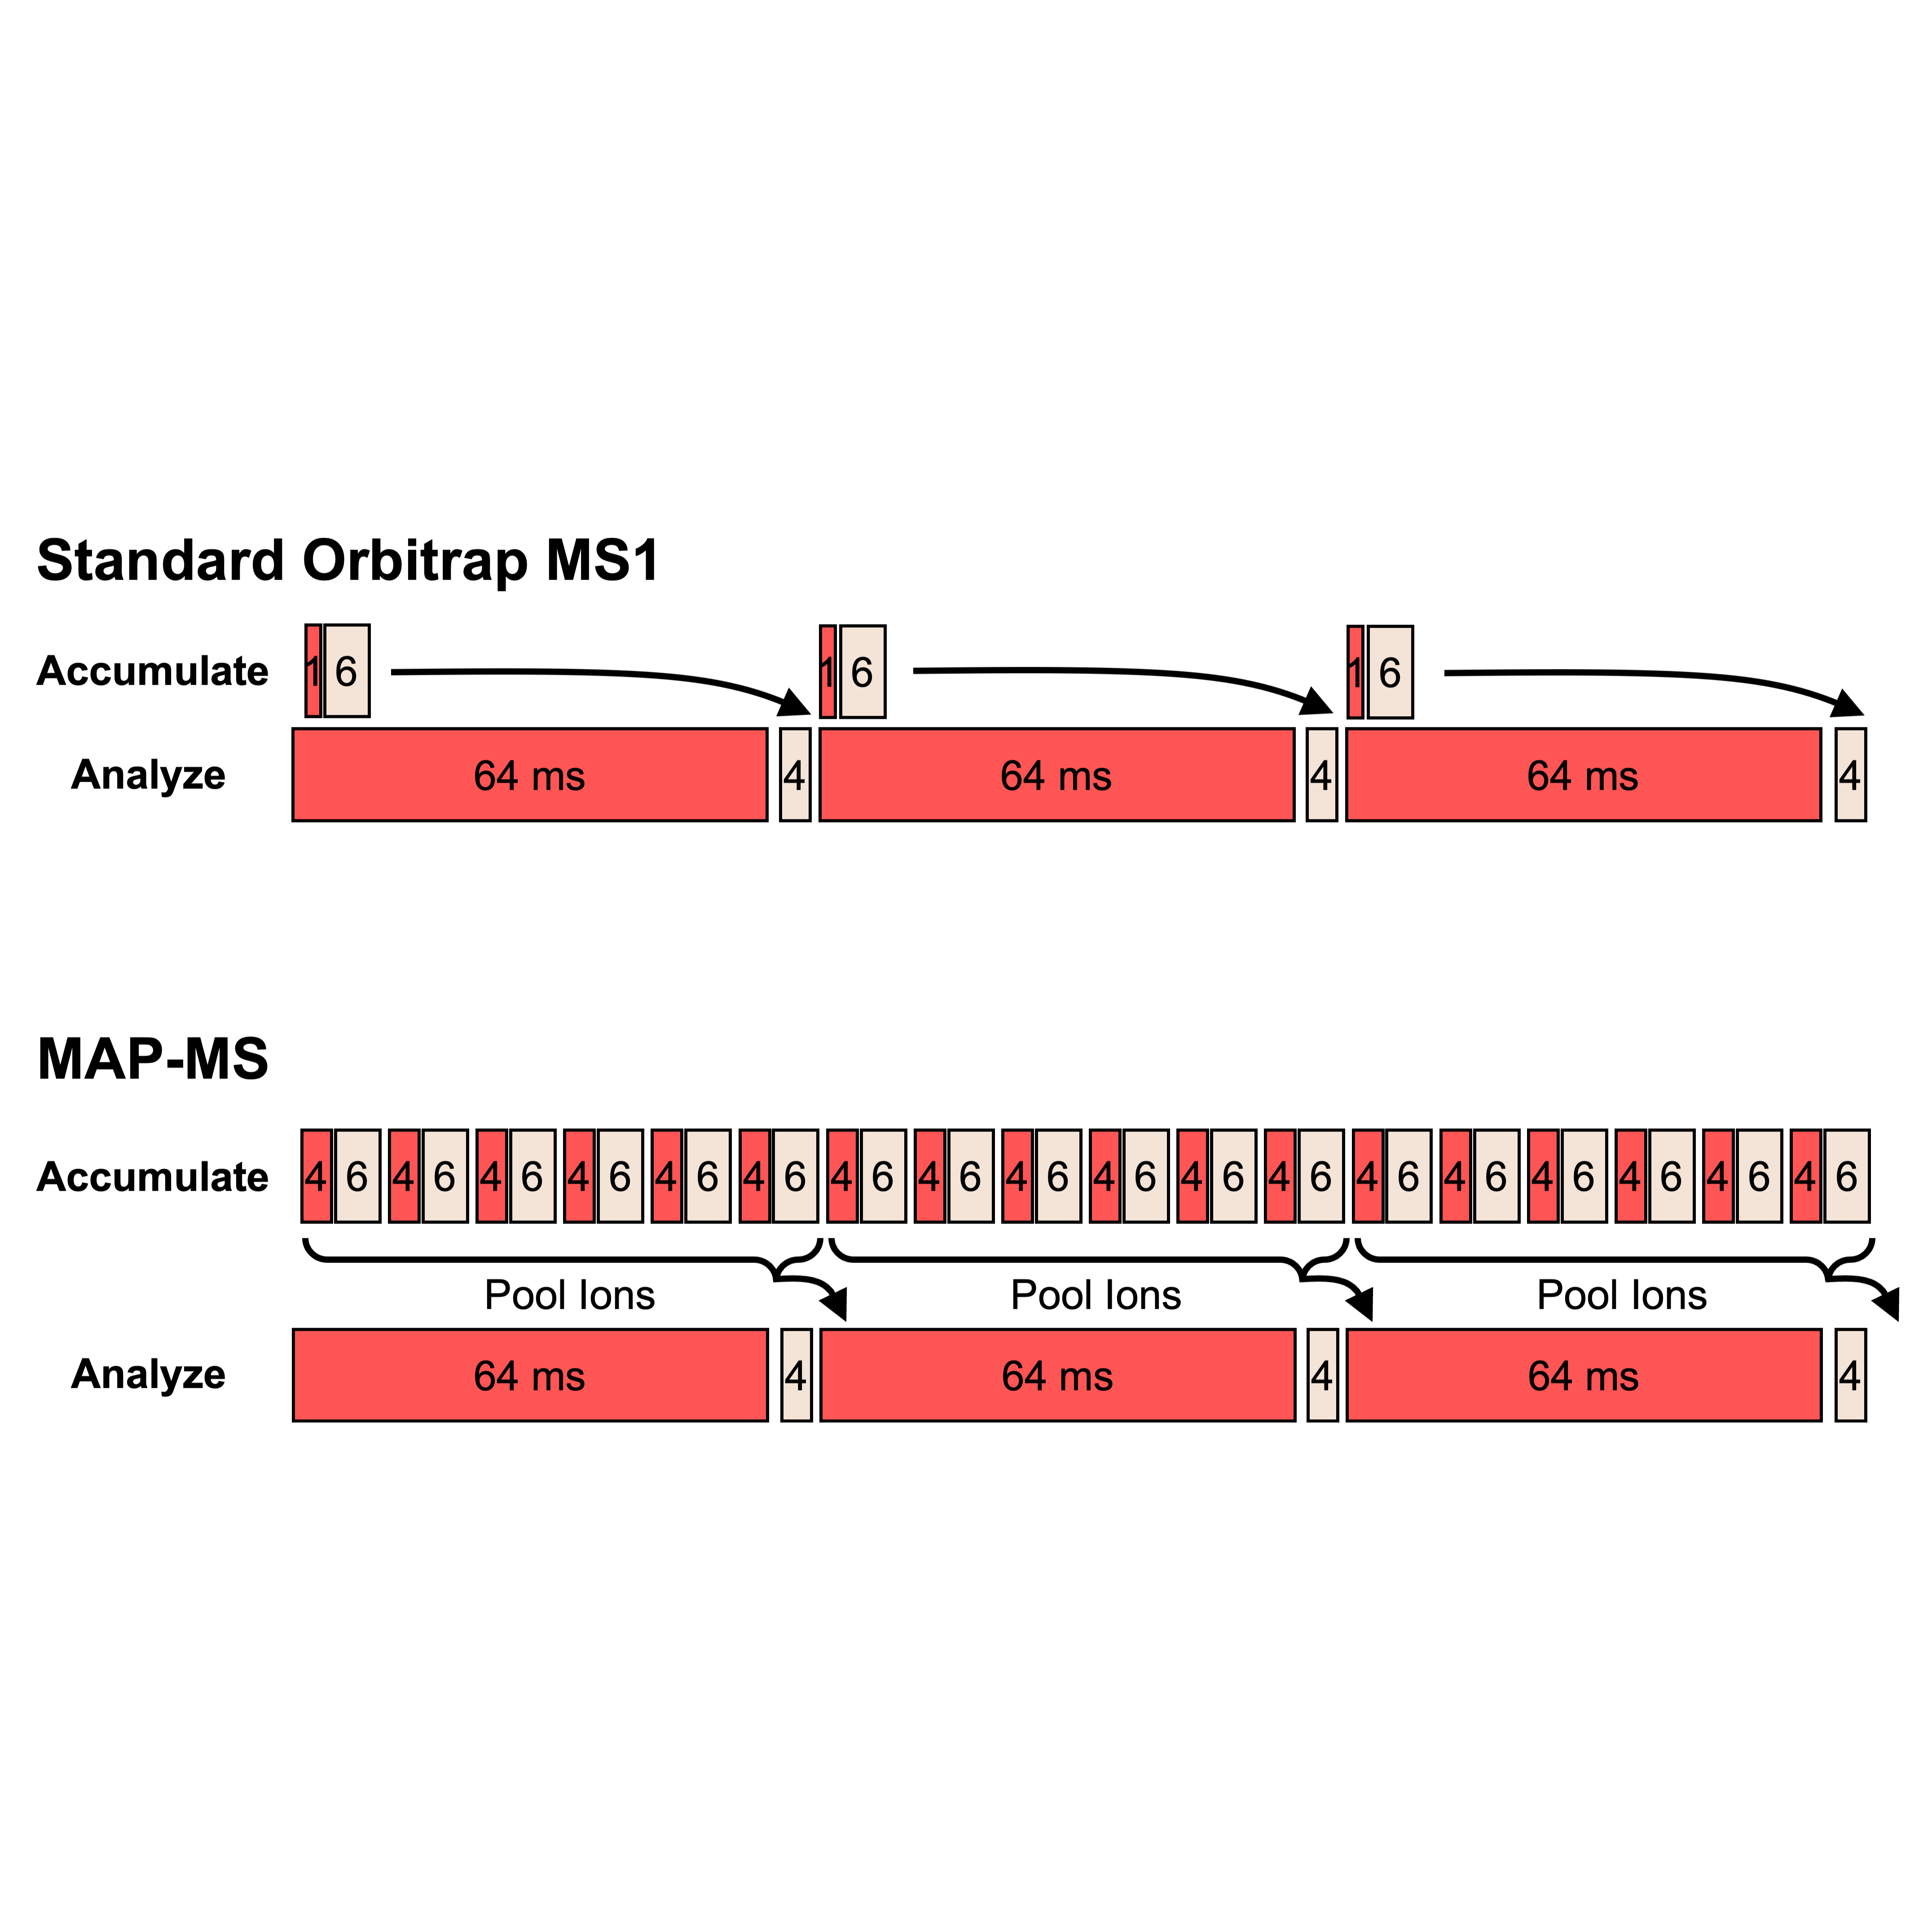 Standard Orbitrap MS1
Accumulate 1 6 1 6 1 6
Analyze 64 ms 4 64 ms 4 64 ms 4
MAP-MS
Accumulate 4 6 4 6 4 6 4 6 4 6 4 6 4 6 4 6 4 6 4 6 4 6 4 6 4 6 4 6 4 6 4 6 4 6 4 6
Pool Ions Pool Ions Pool Ions
Analyze 64 ms 4 64 ms 4 64 ms 4